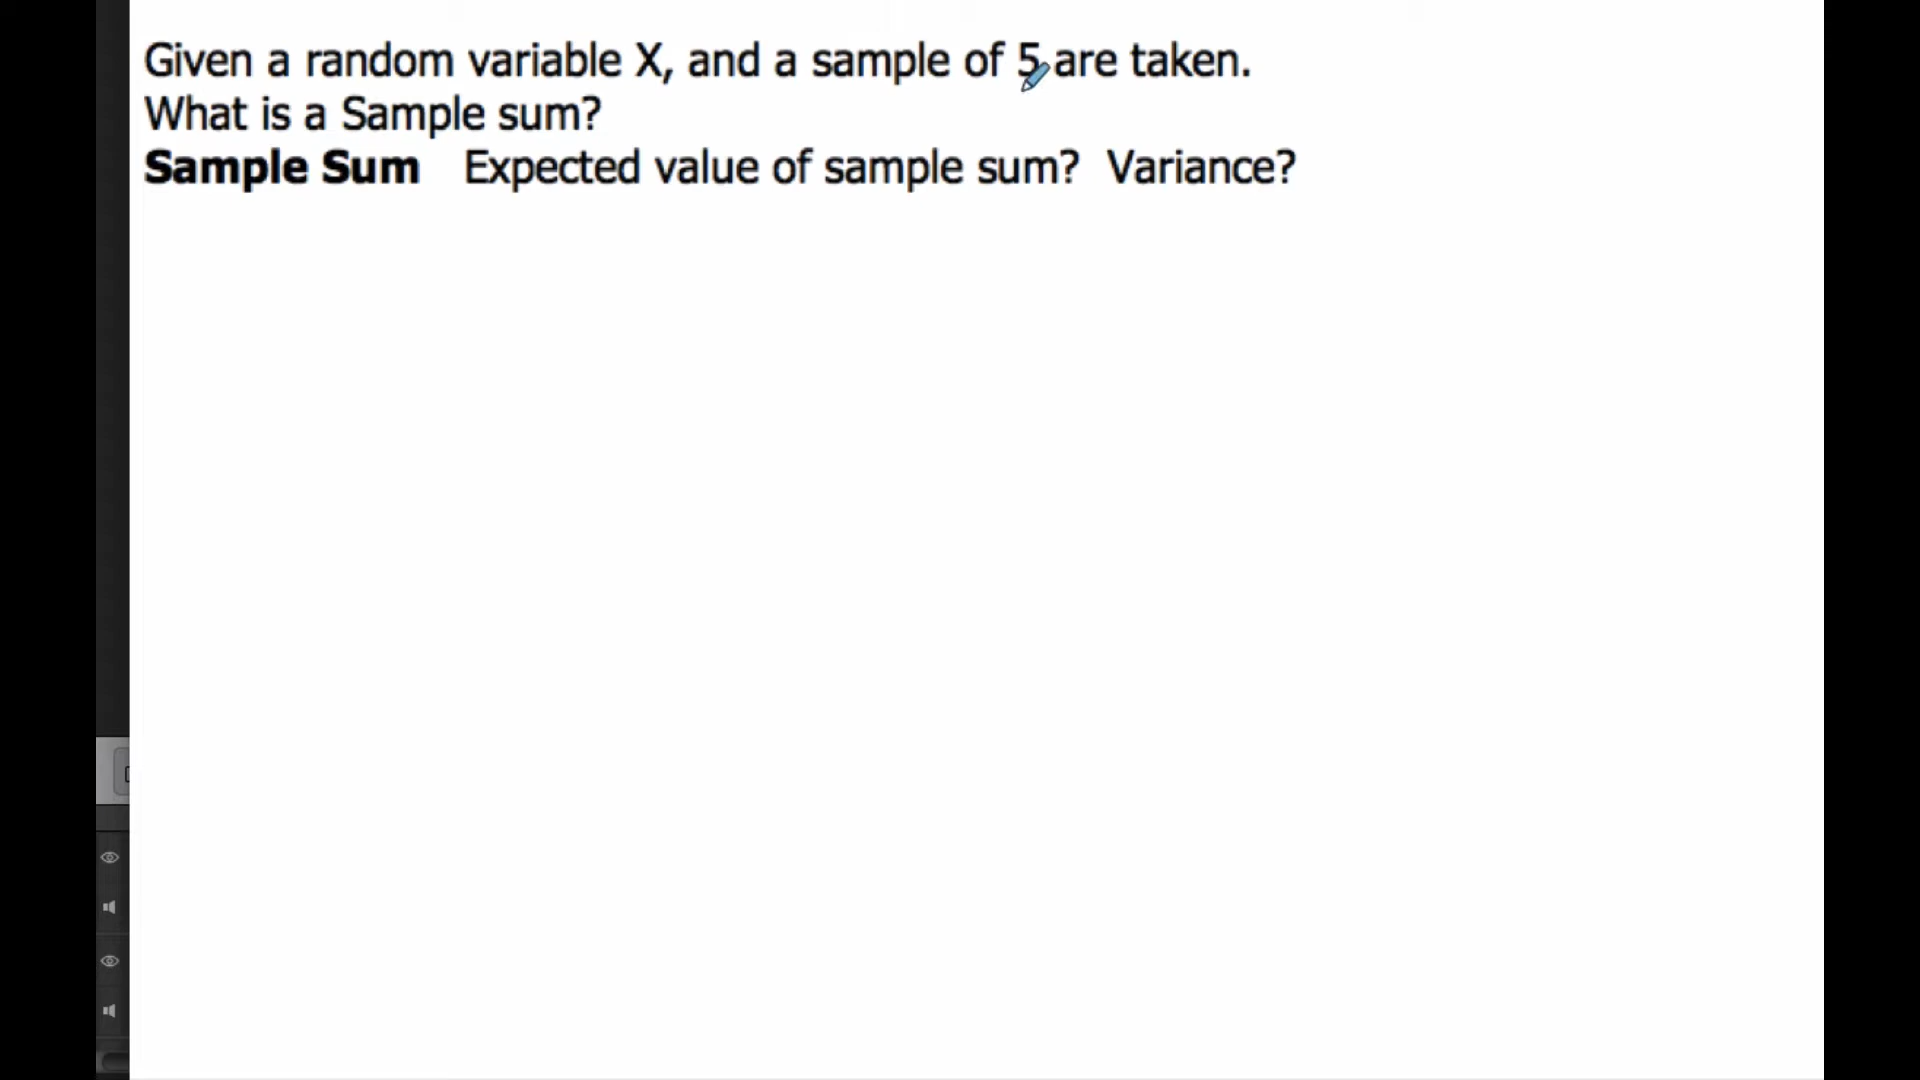 Given a random variable X, and a sample of 5 are taken.
What is a Sample sum?
Sample Sum Expected value of sample sum? Variance?